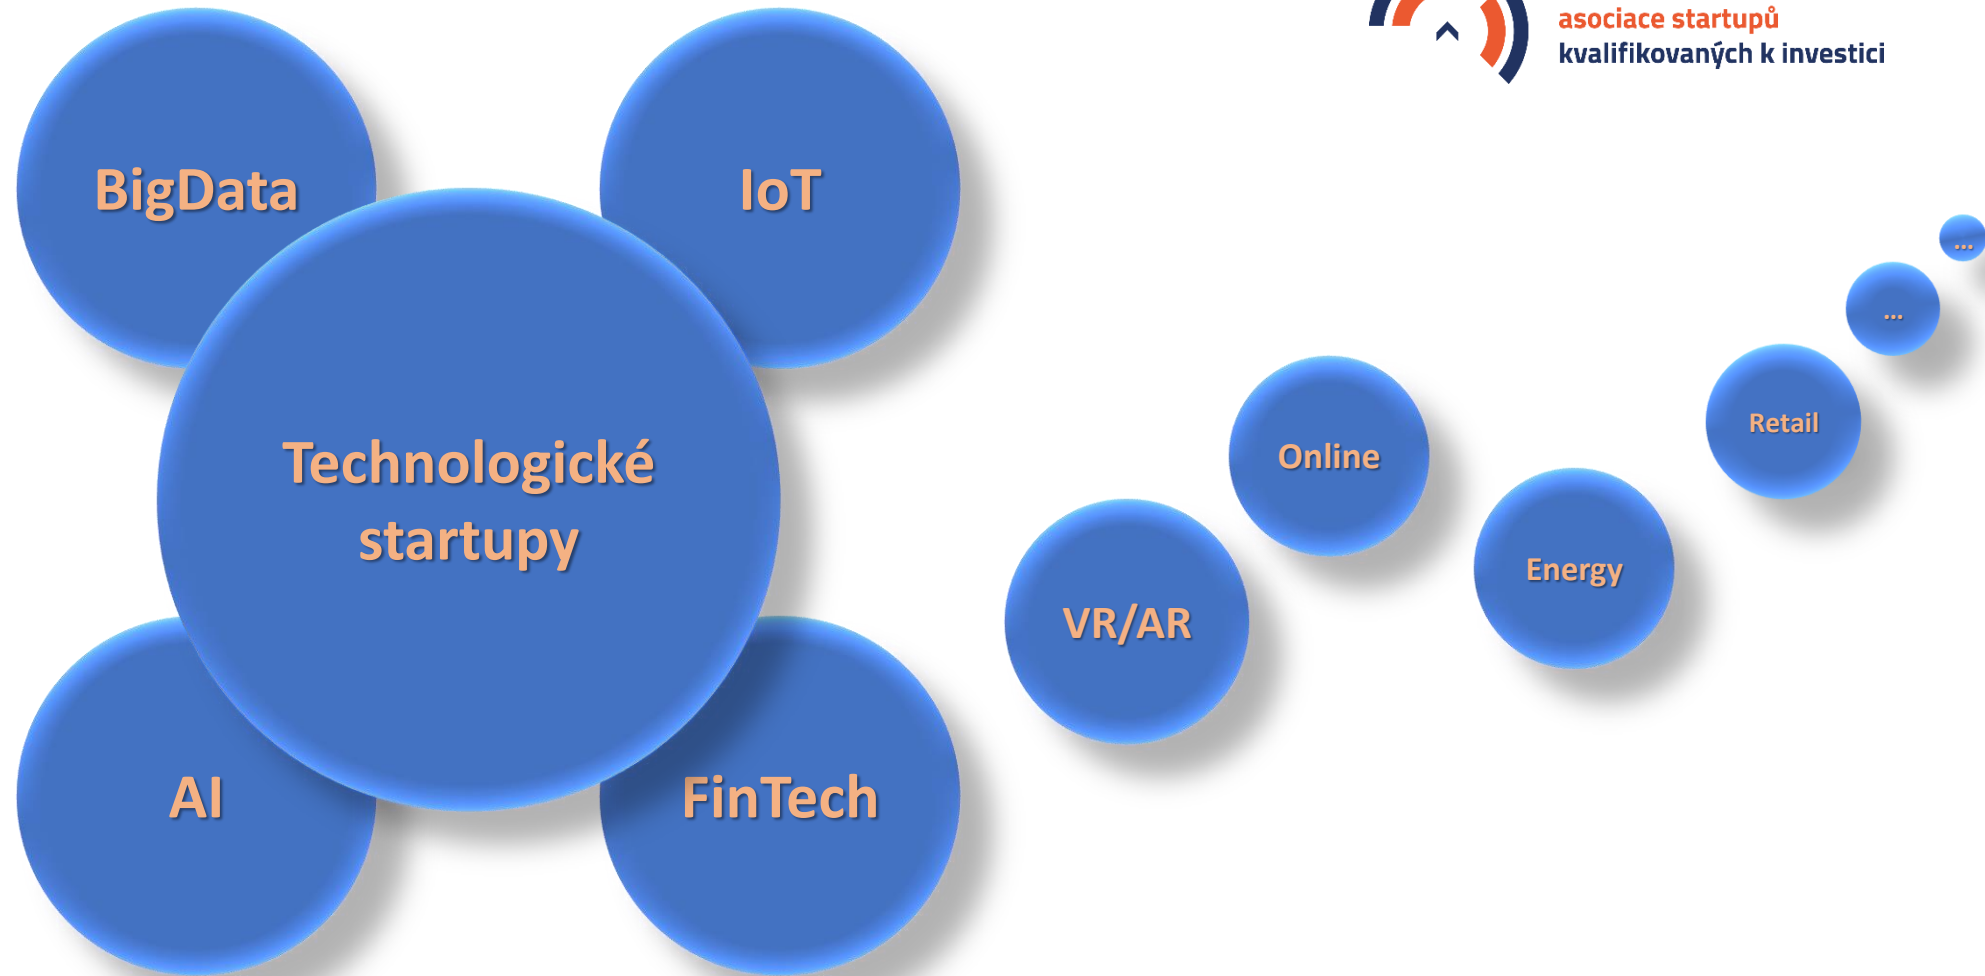 asociace startupů
kvalifikovaných k investici
BigData
IoT
Technologické
startupy
AI
FinTech
VR/AR
Online
Energy
Retail
...
...